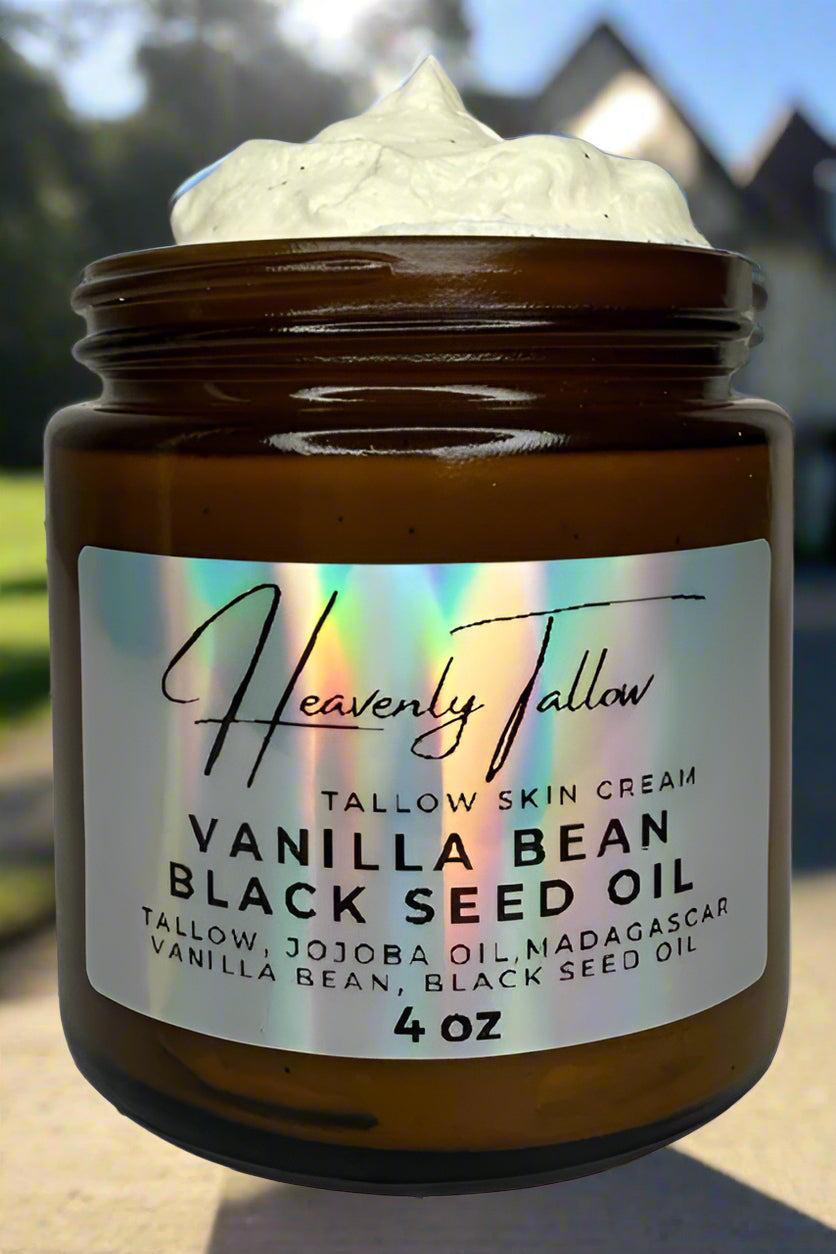 Heavenly Tallow
TALLOW SKIN CREAM
VANILLA BEAN
BLACK SEED OIL
TALLOW, JOJOBA OIL, MADAGASCAR
VANILLA BEAN, BLACK SEED OIL
4 OZ